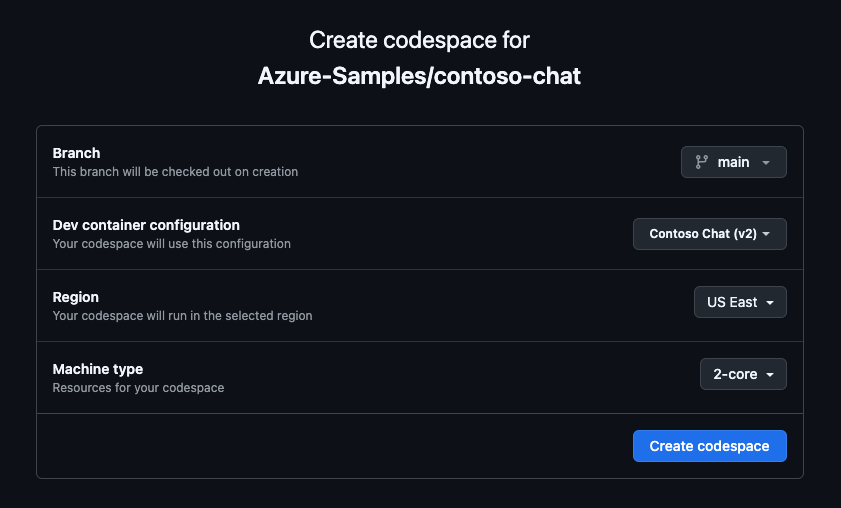 Create codespace for
Azure-Samples/contoso-chat
Branch
This branch will be checked out on creation
main
Dev container configuration
Your codespace will use this configuration
Contoso Chat (v2)
Region
Your codespace will run in the selected region
US East
Machine type
Resources for your codespace
2-core
Create codespace